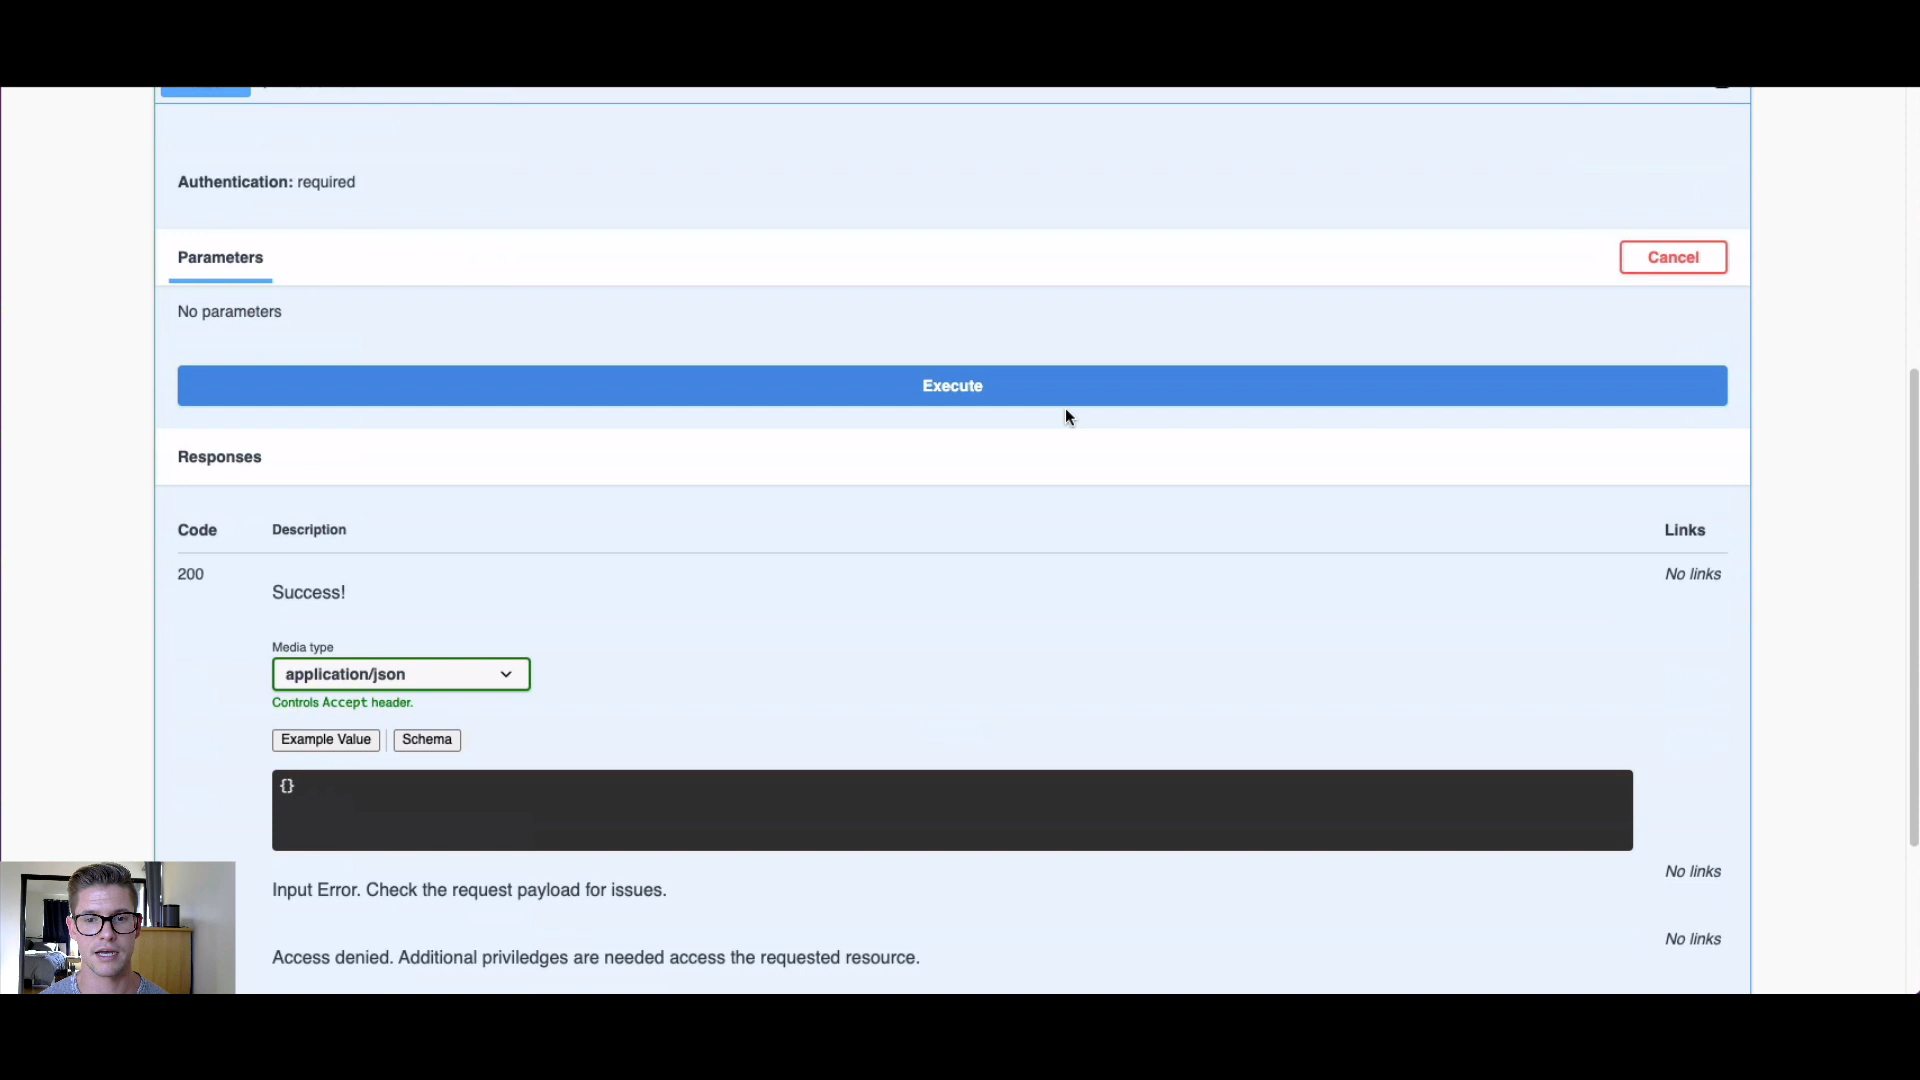 Authentication: required
Parameters
Cancel
No parameters
Execute
Responses
Code
Description
Links
200
No links
Success!
Media type
application/json
Controls Accept header.
Example Value
Schema
{}
No links
Input Error. Check the request payload for issues.
No links
Access denied. Additional priviledges are needed access the requested resource.